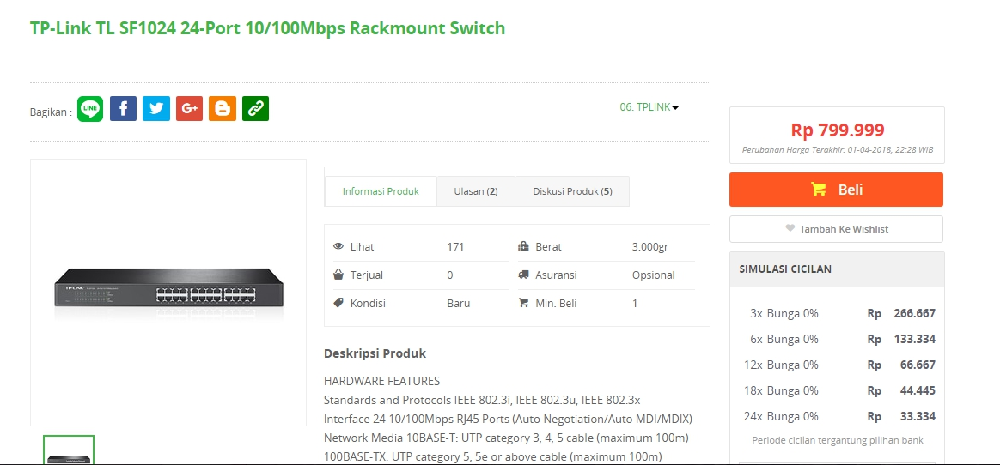 TP-Link TL SF1024 24-Port 10/100Mbps Rackmount Switch
Bagikan :
LINE
G+
06. TPLINK
Rp 799.999
Perubahan Harga Terakhir: 01-04-2018, 22:28 WIB
Beli
Tambah Ke Wishlist
Informasi Produk Ulasan (2) Diskusi Produk (5)
Lihat 171 Berat 3.000gr
Terjual 0 Asuransi Opsional
Kondisi Baru Min. Beli 1
TP-LINK
Deskripsi Produk
HARDWARE FEATURES
Standards and Protocols IEEE 802.3i, IEEE 802.3u, IEEE 802.3x
Interface 24 10/100Mbps RJ45 Ports (Auto Negotiation/Auto MDI/MDIX)
Network Media 10BASE-T: UTP category 3, 4, 5 cable (maximum 100m)
100BASE-TX: UTP category 5, 5e or above cable (maximum 100m)
SIMULASI CICILAN
3x Bunga 0% Rp 266.667
6x Bunga 0% Rp 133.334
12x Bunga 0% Rp 66.667
18x Bunga 0% Rp 44.445
24x Bunga 0% Rp 33.334
Periode cicilan tergantung pilihan bank